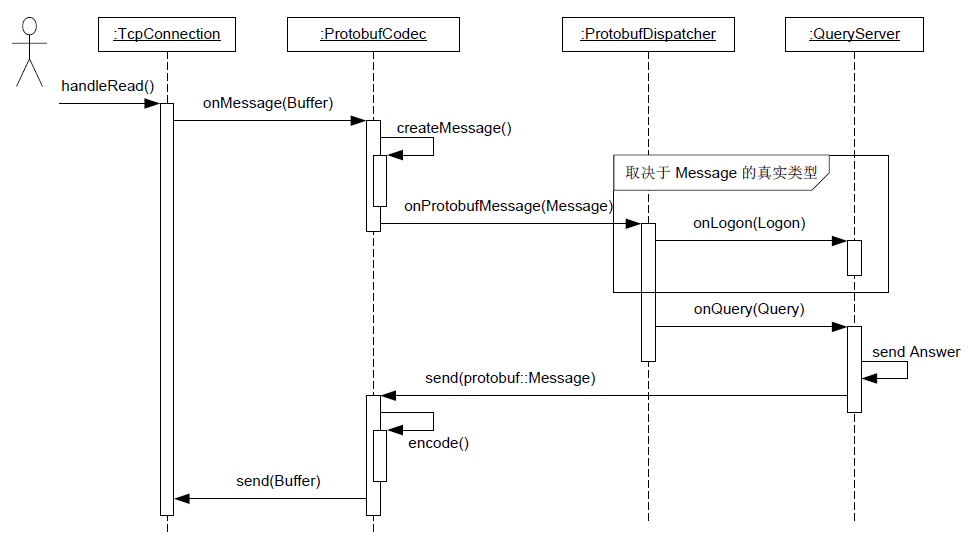 :TcpConnection
:ProtobufCodec
:ProtobufDispatcher
:QueryServer
handleRead()
onMessage(Buffer)
createMessage()
取决于 Message 的真实类型
onProtobufMessage(Message)
onLogon(Logon)
onQuery(Query)
send Answer
send(protobuf::Message)
encode()
send(Buffer)